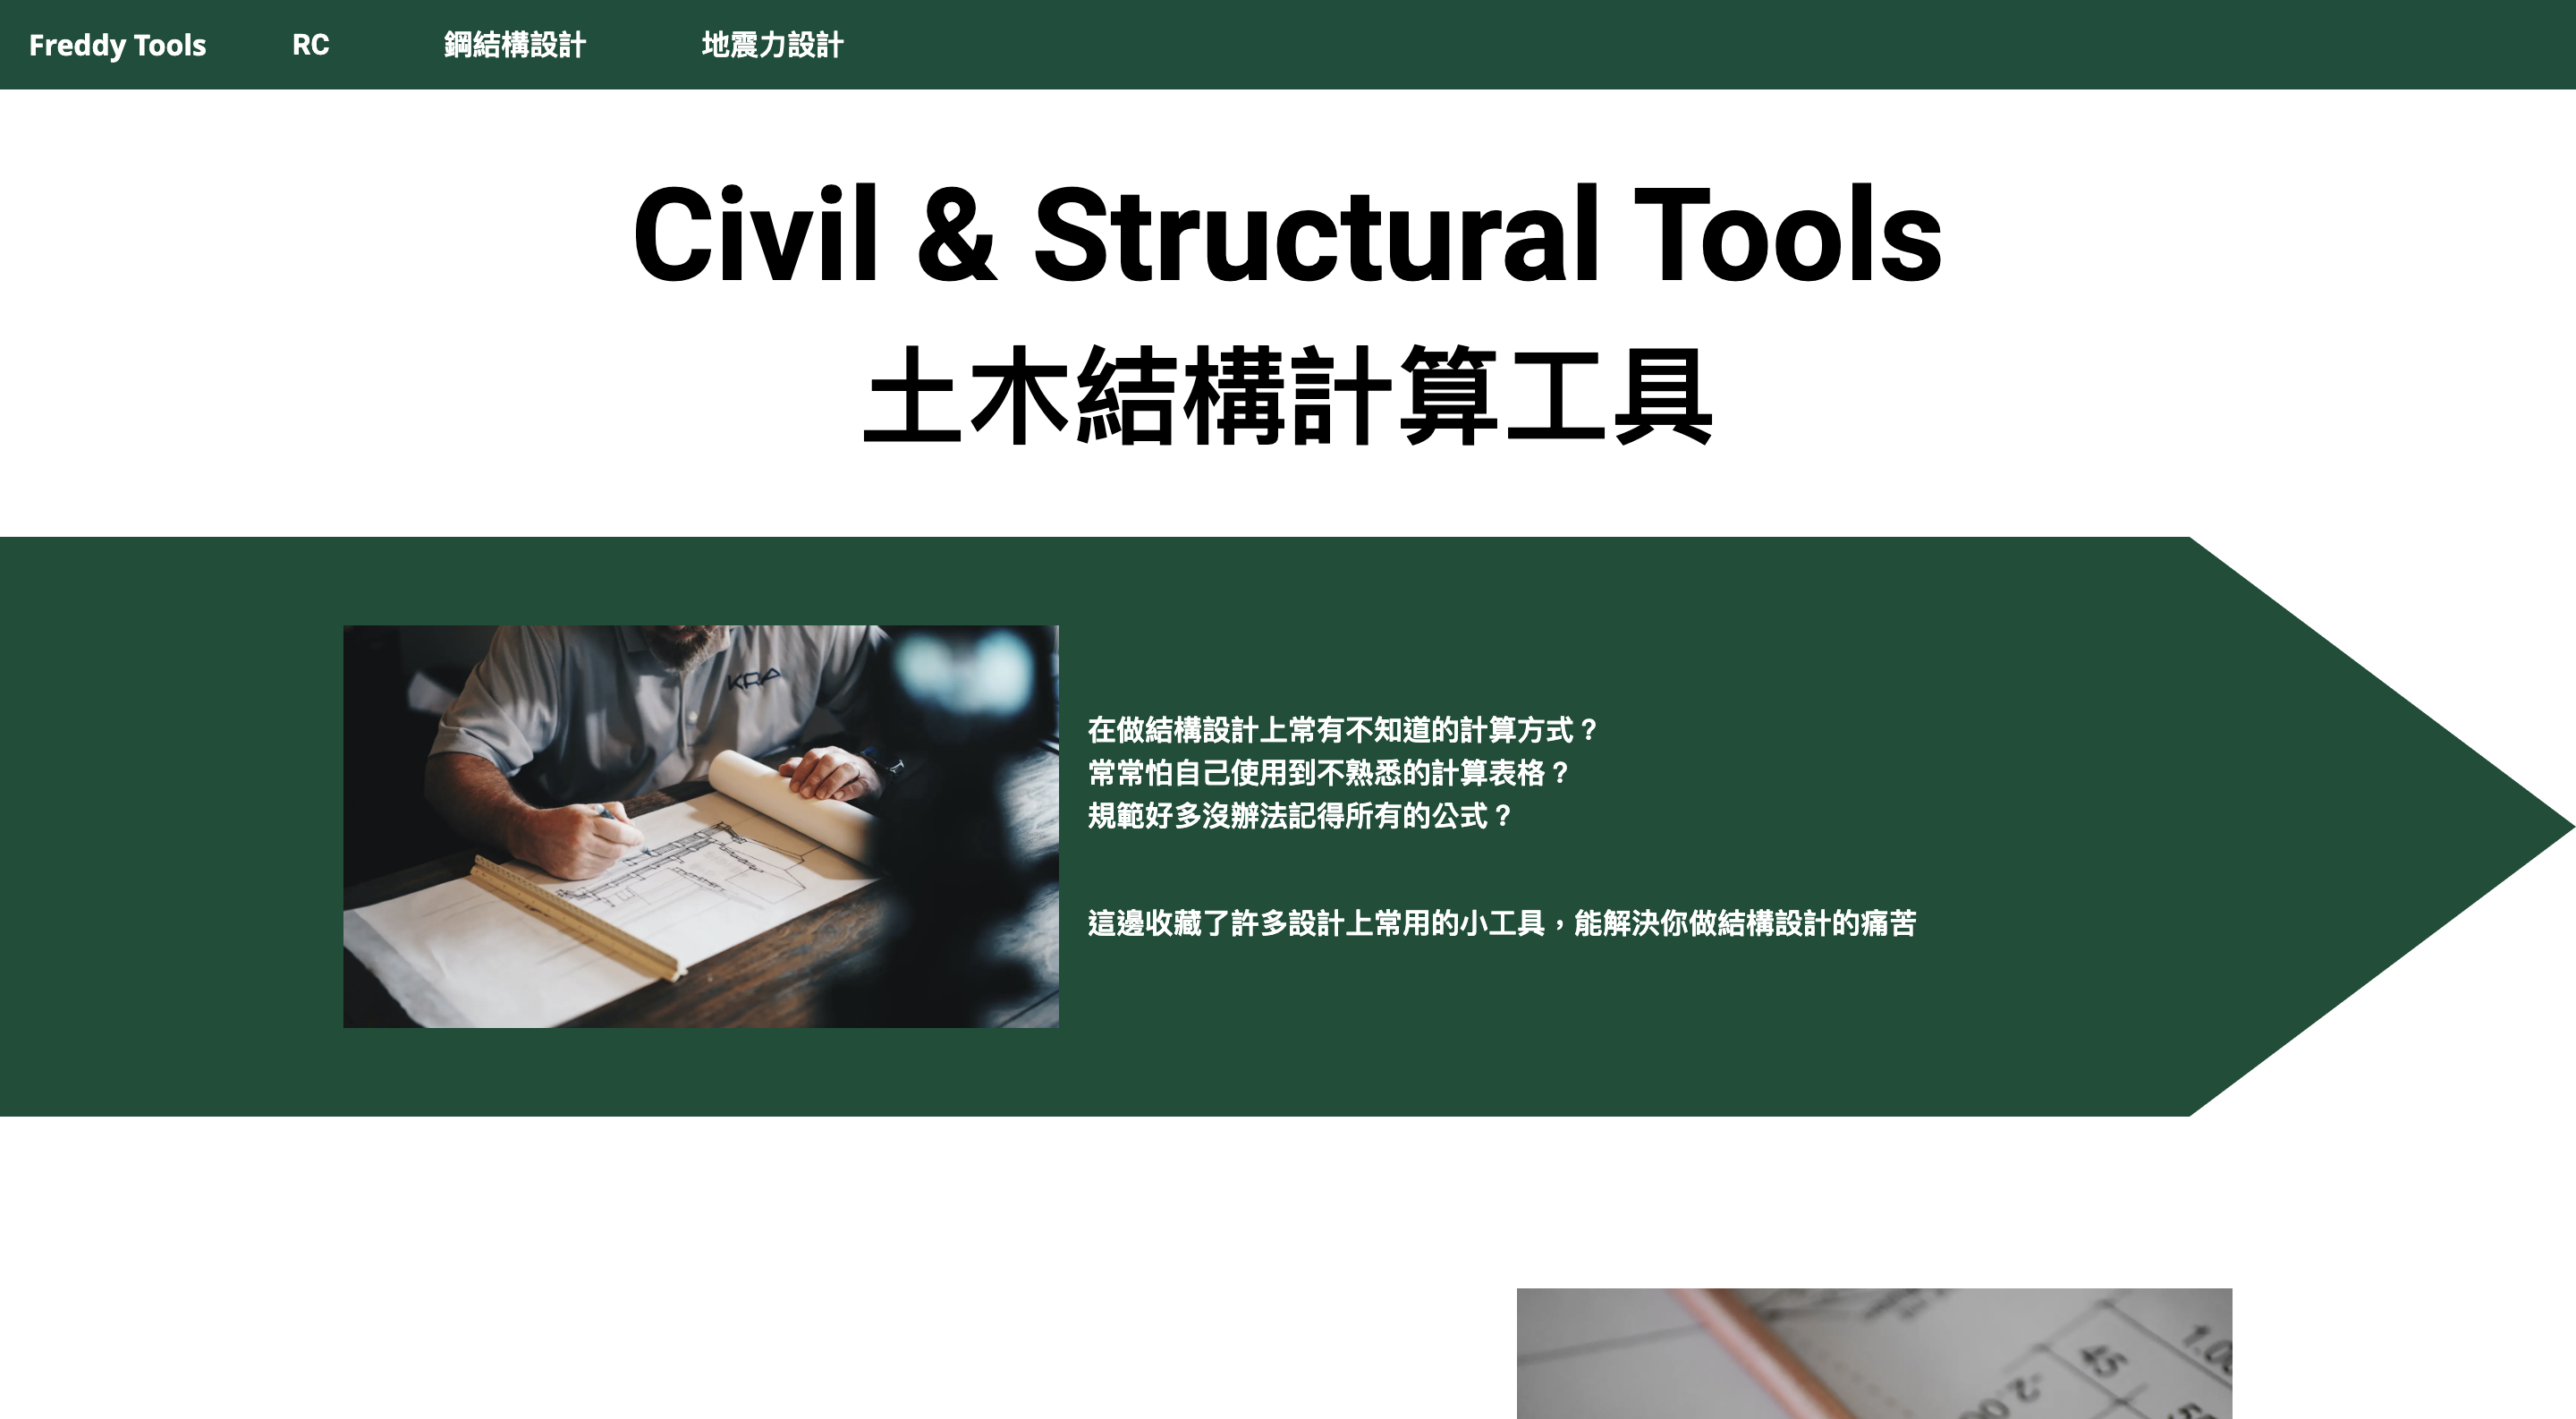 Freddy Tools RC 鋼結構設計 地震力設計
Civil & Structural Tools
土木結構計算工具
KRA
在做結構設計上常有不知道的計算方式？
常常怕自己使用到不熟悉的計算表格？
規範好多沒辦法記得所有的公式？
這邊收藏了許多設計上常用的小工具，能解決你做結構設計的痛苦
45